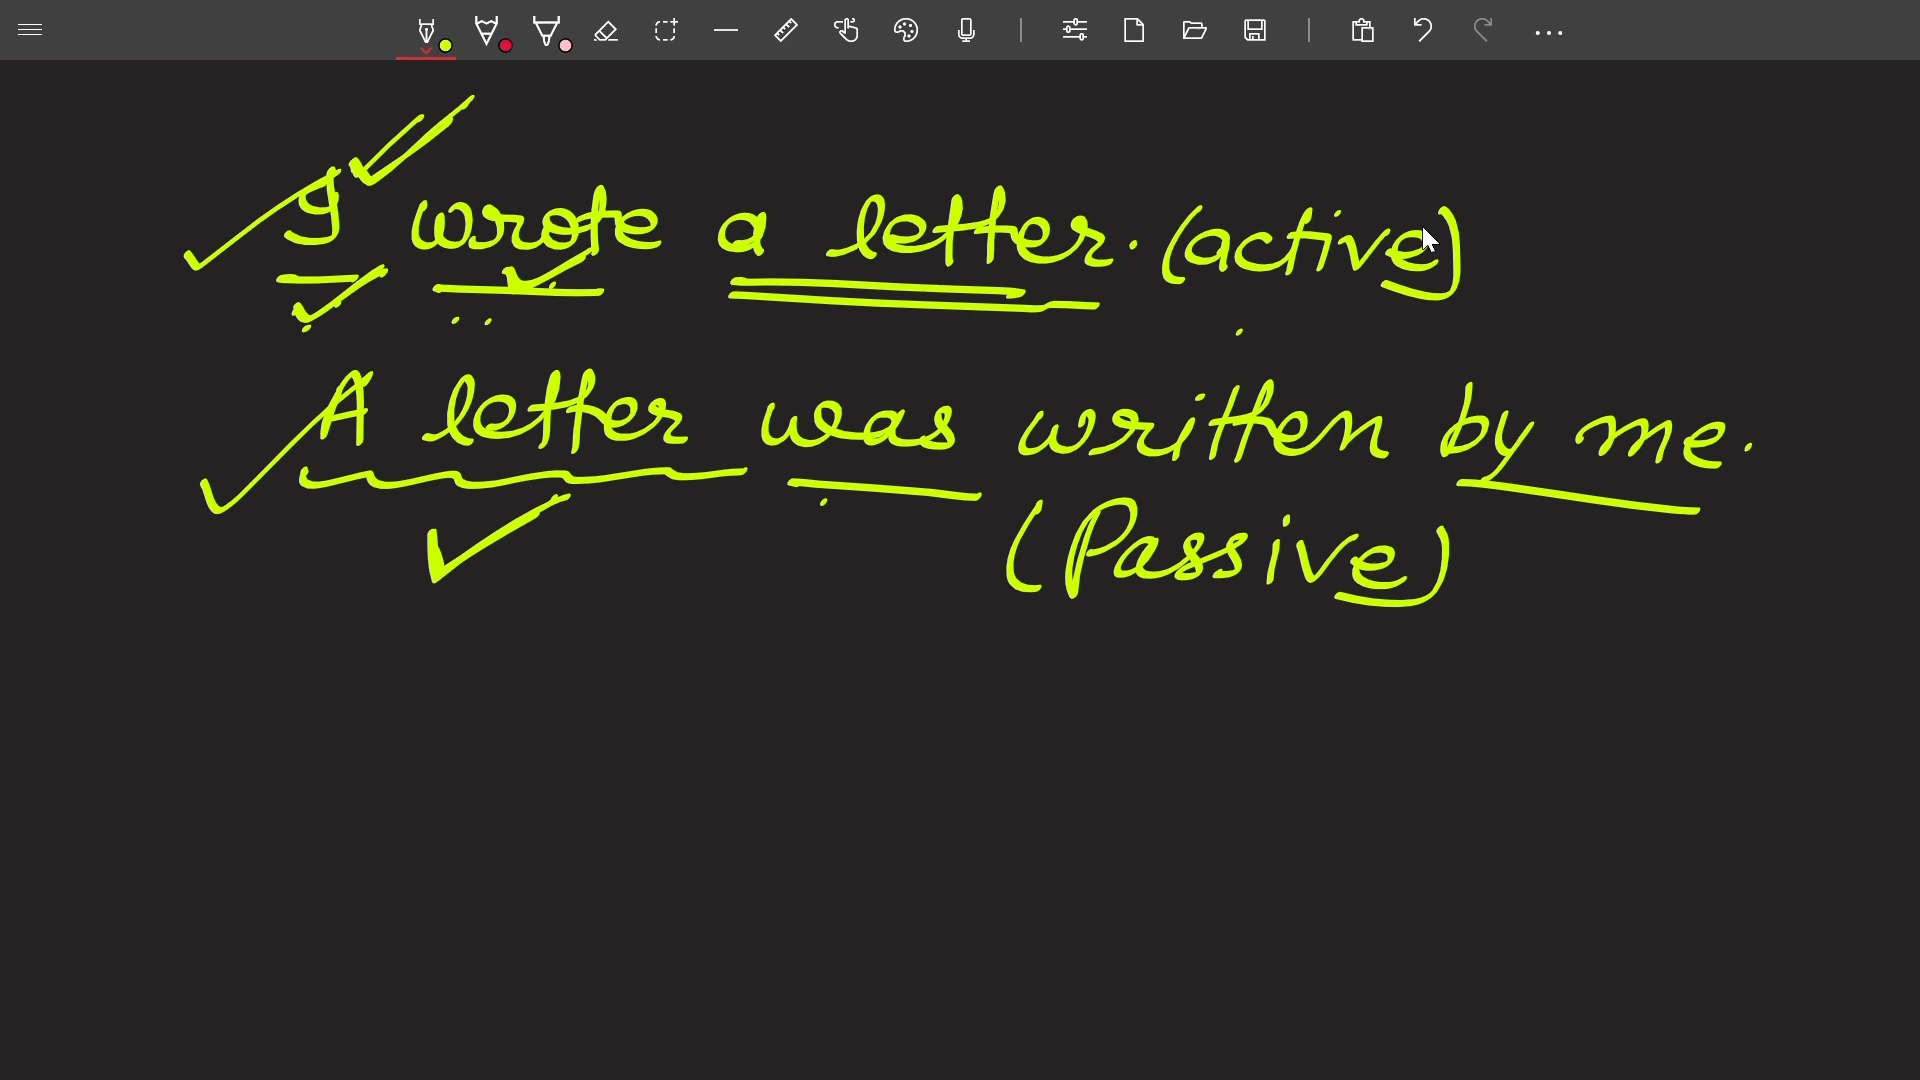 I wrote a letter. (active)
A letter was written by me.
(Passive)